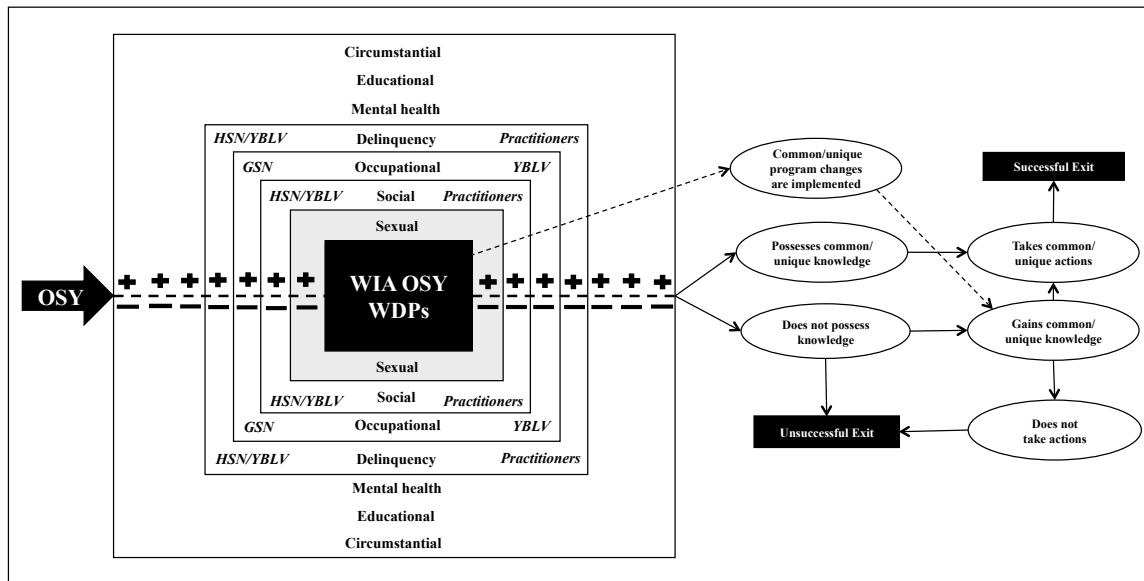 Circumstantial
Educational
Mental health
HSN/YBLV Delinquency Practitioners
GSN Occupational YBLV
HSN/YBLV Social Practitioners
Sexual
OSY
WIA OSY
WDPs
Sexual
HSN/YBLV Social Practitioners
GSN Occupational YBLV
HSN/YBLV Delinquency Practitioners
Mental health
Educational
Circumstantial
Common/unique
program changes
are implemented
Successful Exit
Possesses common/
unique knowledge
Takes common/
unique actions
Does not possess
knowledge
Gains common/
unique knowledge
Unsuccessful Exit
Does not
take actions